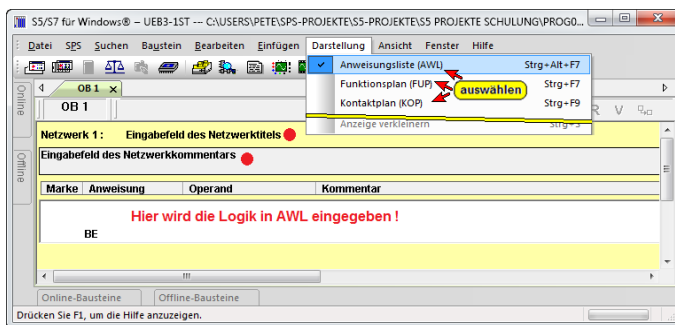 S5/S7 für Windows® – UEB3-1ST --- C:\USERS\PETE\SPS-PROJEKTE\S5-PROJEKTE\S5 PROJEKTE SCHULUNG\PROG0...
Datei SPS Suchen Baustein Bearbeiten Einfügen Darstellung Ansicht Fenster Hilfe
Anweisungsliste (AWL) Strg+Alt+F7
Funktionsplan (FUP) Strg+F7
auswählen
Kontaktplan (KOP) Strg+F9
Anzeige verkleinern
Online
Offline
OB 1 x
OB 1
R V
Netzwerk 1: Eingabefeld des Netzwerktitels
Eingabefeld des Netzwerkkommentars
Marke Anweisung Operand Kommentar
Hier wird die Logik in AWL eingegeben !
BE
Online-Bausteine Offline-Bausteine
Drücken Sie F1, um die Hilfe anzuzeigen.